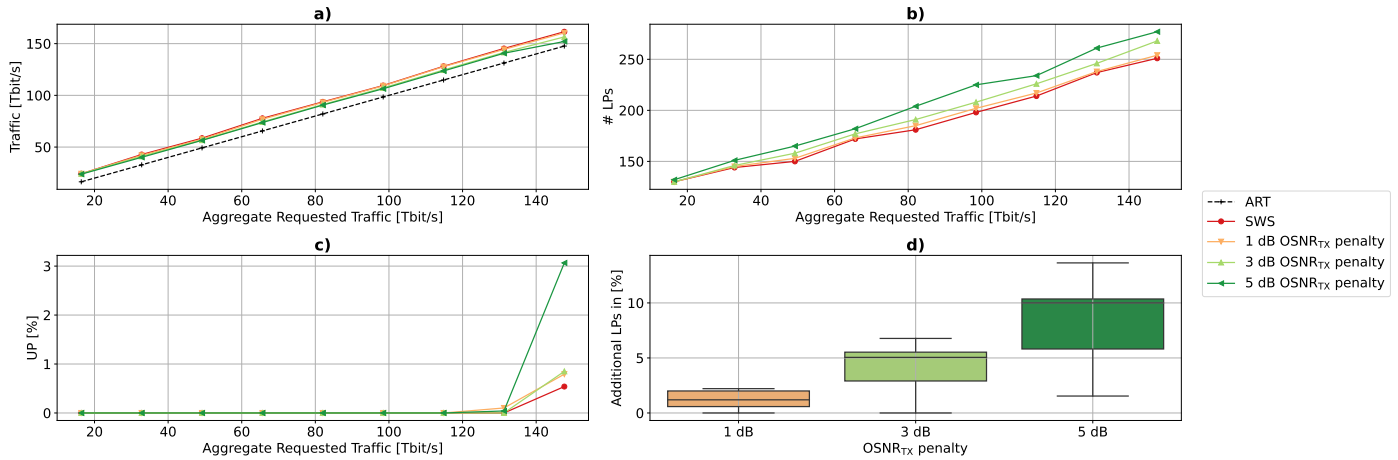 a)
150
100
50
Traffic [Tbit/s]
20 40 60 80 100 120 140
Aggregate Requested Traffic [Tbit/s]
b)
250
200
150
# LPs
20 40 60 80 100 120 140
Aggregate Requested Traffic [Tbit/s]
ART
SWS
1 dB OSNRTX penalty
3 dB OSNRTX penalty
5 dB OSNRTX penalty
c)
3
2
1
0
UP [%]
20 40 60 80 100 120 140
Aggregate Requested Traffic [Tbit/s]
d)
10
5
0
Additional LPs in [%]
1 dB 3 dB 5 dB
OSNRTX penalty